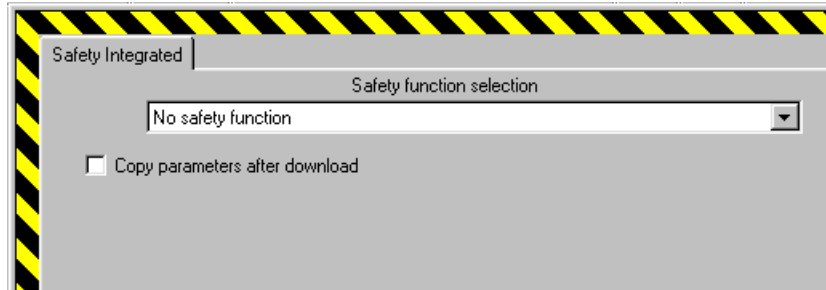 Safety Integrated
Safety function selection
No safety function
Copy parameters after download